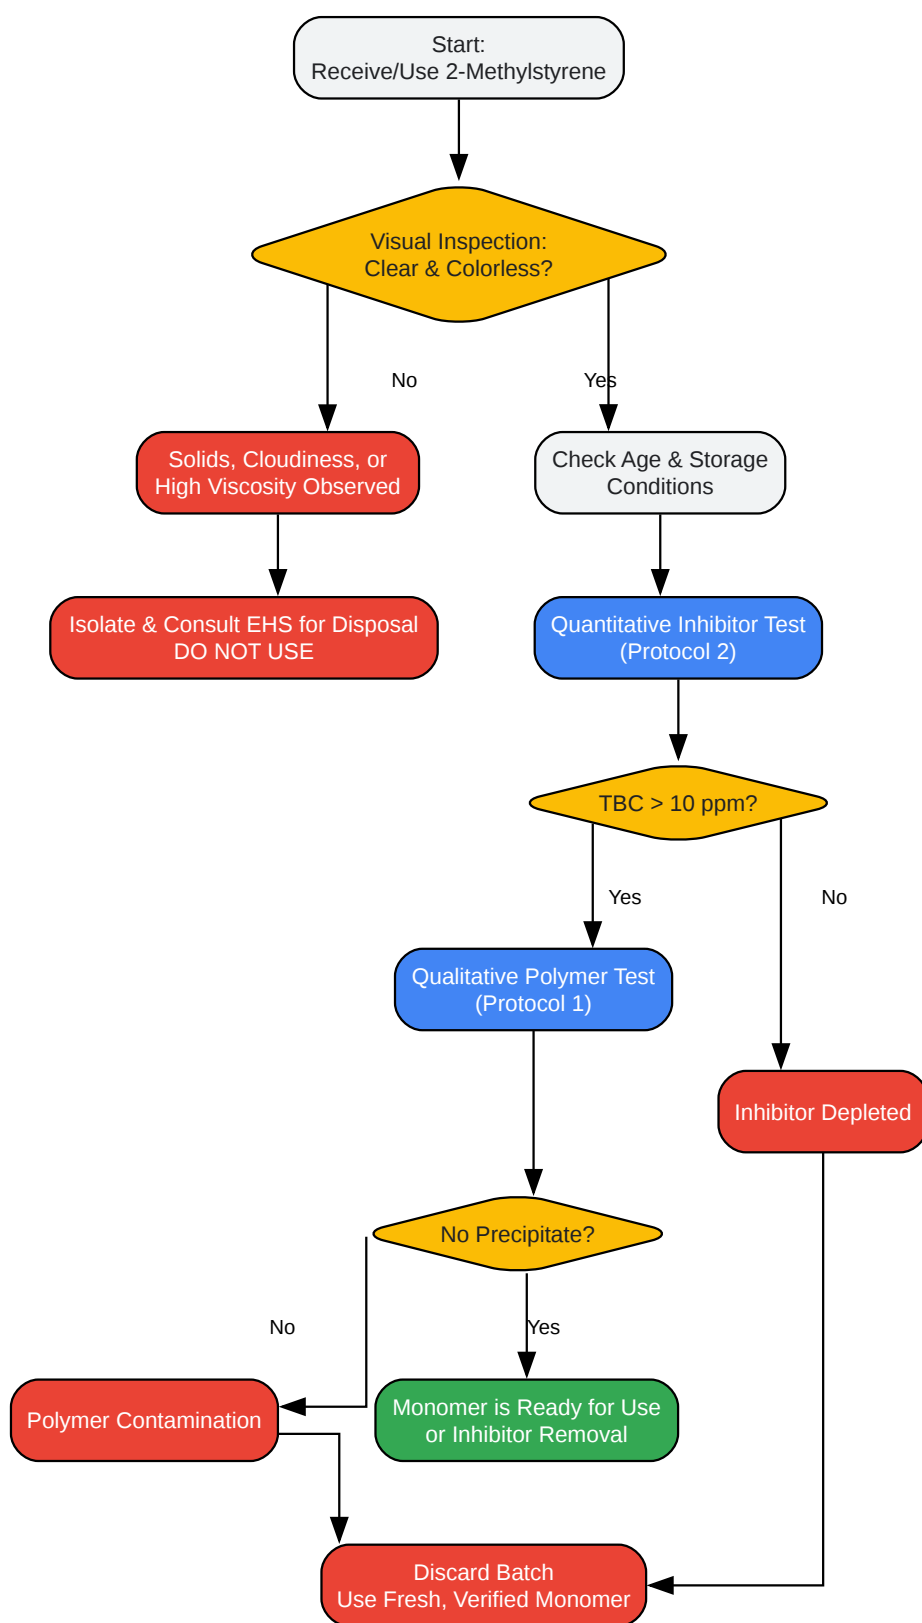 Start:
Receive/Use 2-Methylstyrene
Visual Inspection:
Clear & Colorless?
No
Yes
Solids, Cloudiness, or
High Viscosity Observed
Check Age & Storage
Conditions
Isolate & Consult EHS for Disposal
DO NOT USE
Quantitative Inhibitor Test
(Protocol 2)
TBC > 10 ppm?
Yes
No
Qualitative Polymer Test
(Protocol 1)
Inhibitor Depleted
No Precipitate?
No
Yes
Polymer Contamination
Monomer is Ready for Use
or Inhibitor Removal
Discard Batch
Use Fresh, Verified Monomer